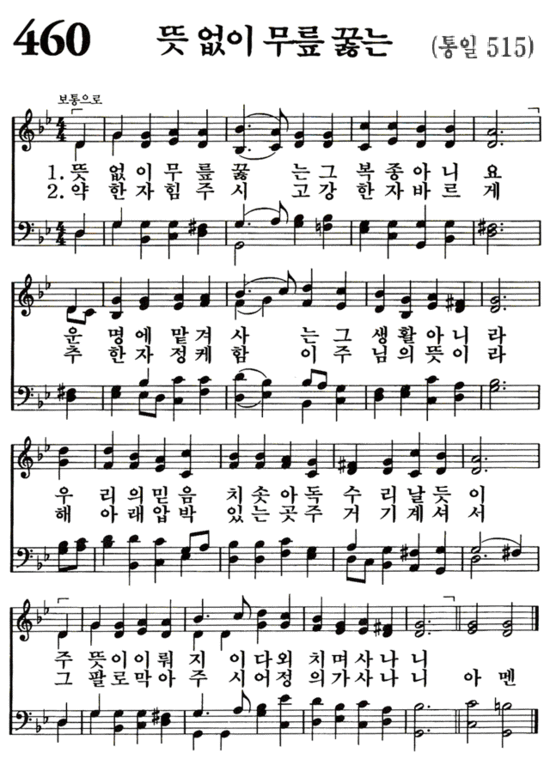 460 뜻 없이 무릎 꿇는 (통일 515)
보통으로
1. 뜻 없이 무릎 꿇 는 그 복 종 아 니 요
2. 약 한 자 힘 주 시 고 강 한 자 바 르 게
운 명 에 맡 겨 사 는 그 생 활 아 니 라
추 한 자 정 케 함 이 주 님 의 뜻 이 라
우 리 의 믿 음 치 솟 아 독 수 리 날 듯 이
해 아 래 압 박 있 는 곳 주 거 기 계 셔 서
주 뜻 이 이 뤄 지 이 다 외 치 며 사 나 니
그 팔 로 막 아 주 시 어 정 의 가 사 나 니 아 멘